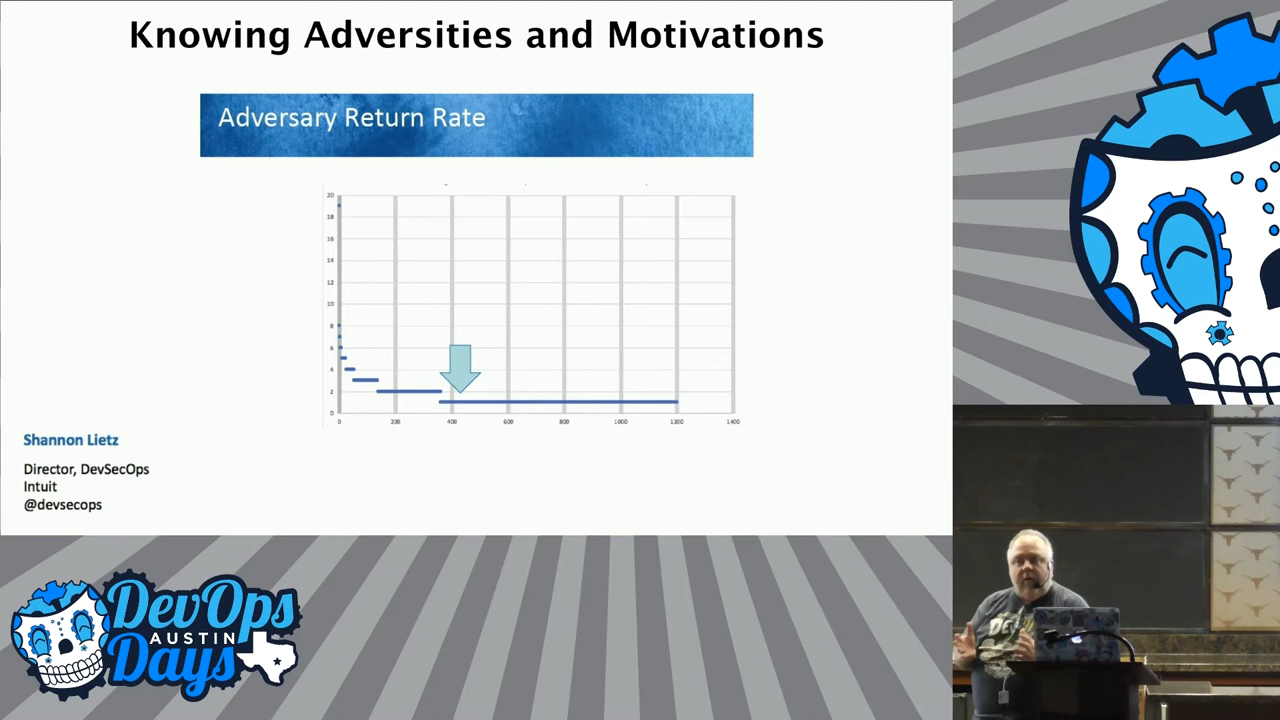 Knowing Adversities and Motivations
Adversary Return Rate
20
18
16
14
12
10
8
6
4
2
0
0 200 400 600 800 1000 1200 1400
Shannon Lietz
Director, DevSecOps
Intuit
@devsecops
DevOps
AUSTIN
Days